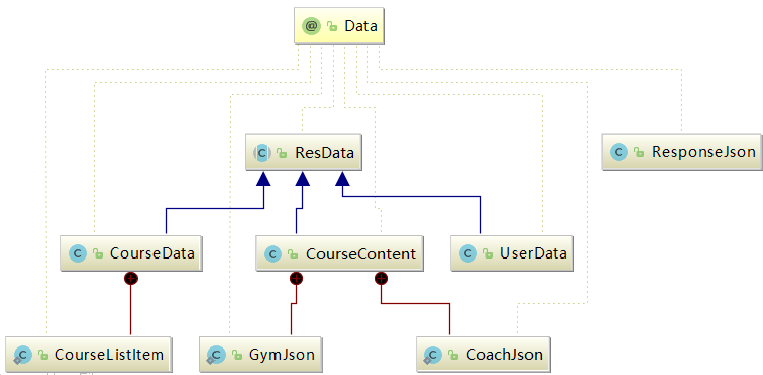 @ Data
C ResData
C ResponseJson
C CourseData
C CourseContent
C UserData
C CourseListItem
C GymJson
C CoachJson